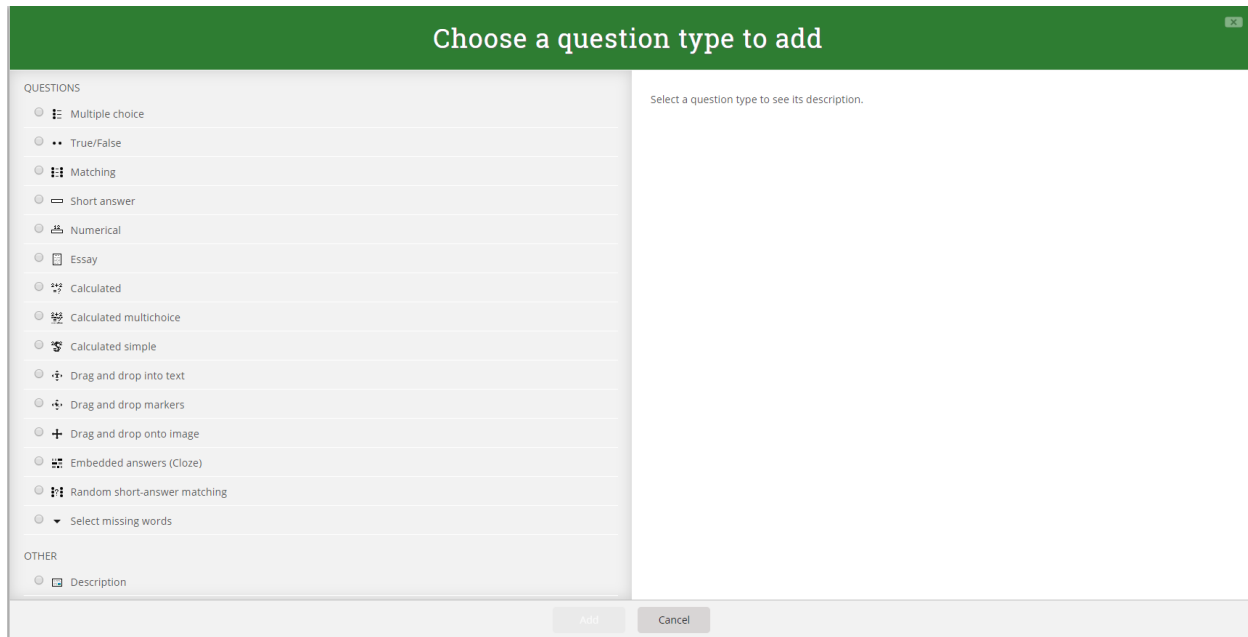 Choose a question type to add
x
QUESTIONS
Multiple choice
Select a question type to see its description.
True/False
Matching
Short answer
Numerical
Essay
Calculated
Calculated multichoice
Calculated simple
Drag and drop into text
Drag and drop markers
Drag and drop onto image
Embedded answers (Cloze)
Random short-answer matching
Select missing words
OTHER
Description
Add
Cancel